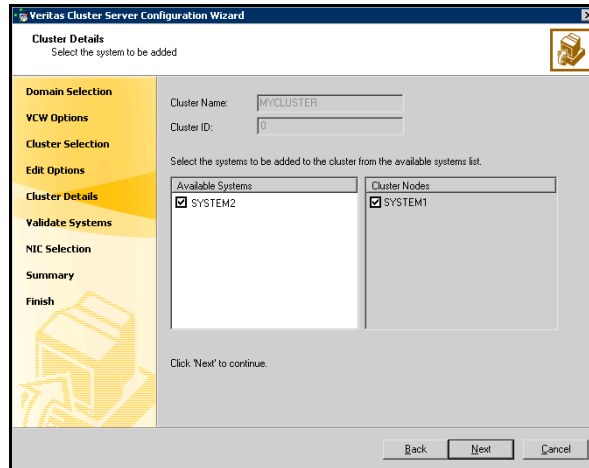 Veritas Cluster Server Configuration Wizard
Cluster Details
Select the system to be added
Domain Selection
VCW Options
Cluster Selection
Edit Options
Cluster Details
Validate Systems
NIC Selection
Summary
Finish
Cluster Name: MYCLUSTER
Cluster ID: 0
Select the systems to be added to the cluster from the available systems list.
Available Systems
SYSTEM2
Cluster Nodes
SYSTEM1
Click 'Next' to continue.
Back Next Cancel